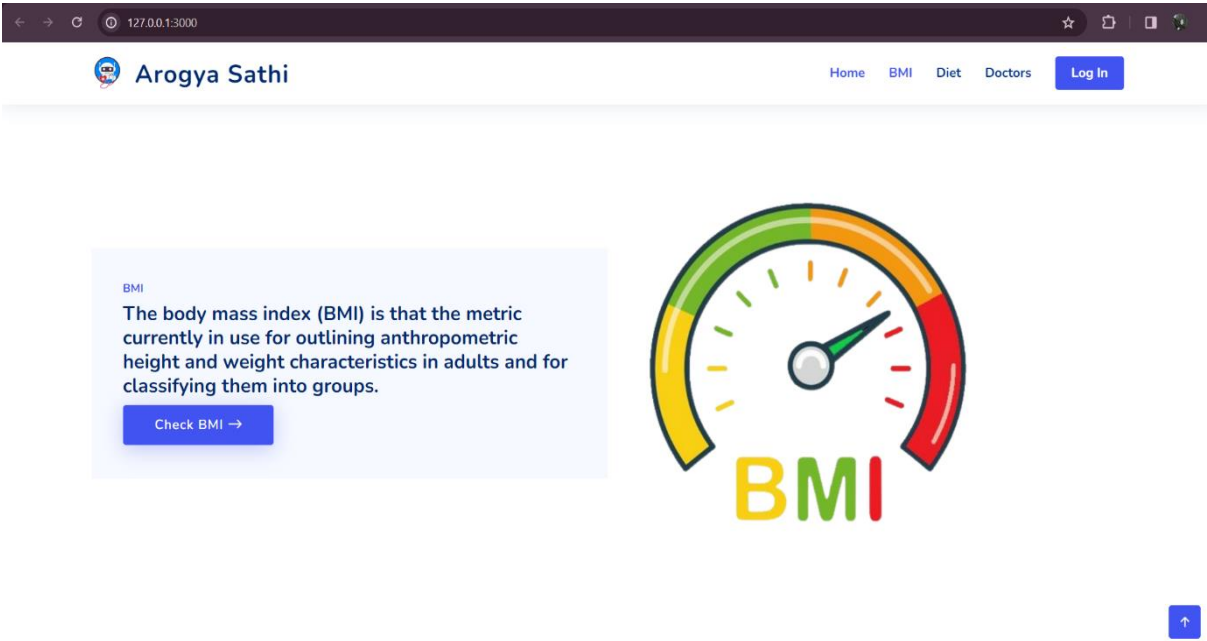 127.0.0.1:3000
Arogya Sathi
Home BMI Diet Doctors Log In
BMI
The body mass index (BMI) is that the metric
currently in use for outlining anthropometric
height and weight characteristics in adults and for
classifying them into groups.
Check BMI →
BMI